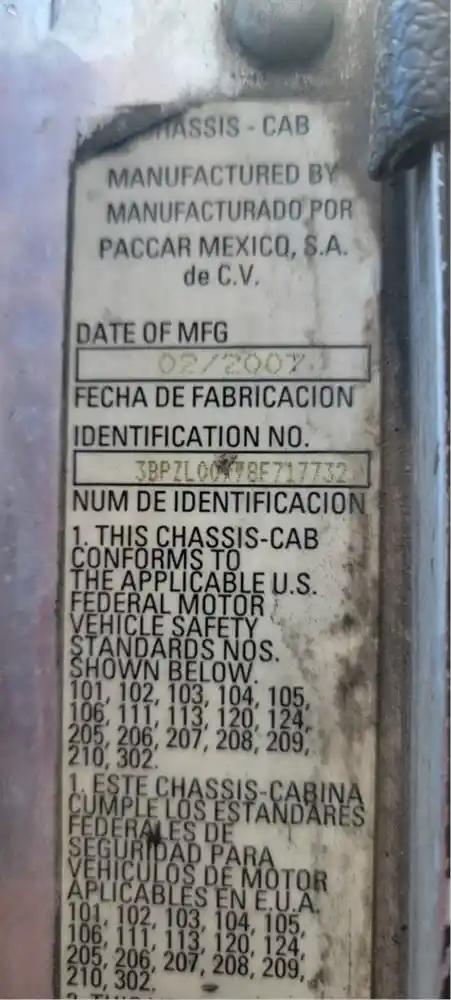 CHASSIS - CAB
MANUFACTURED BY
MANUFACTURADO POR
PACCAR MEXICO, S.A.
de C.V.
DATE OF MFG
02/2007
FECHA DE FABRICACION
IDENTIFICATION NO.
NUM DE IDENTIFICACION
1. THIS CHASSIS-CAB
CONFORMS TO
THE APPLICABLE U.S.
FEDERAL MOTOR
VEHICLE SAFETY
STANDARDS NOS.
SHOWN BELOW.
101, 102, 103, 104, 105,
106, 111, 113, 120, 124,
205, 206, 207, 208, 209,
210, 302.
1. ESTE CHASSIS-CABINA
CUMPLE LOS ESTANDARES
FEDERALES DE
SEGURIDAD PARA
VEHICULOS DE MOTOR
APLICABLES EN E.U.A.
101, 102, 103, 104, 105,
106, 111, 113, 120, 124,
205, 206, 207, 208, 209,
210, 302.